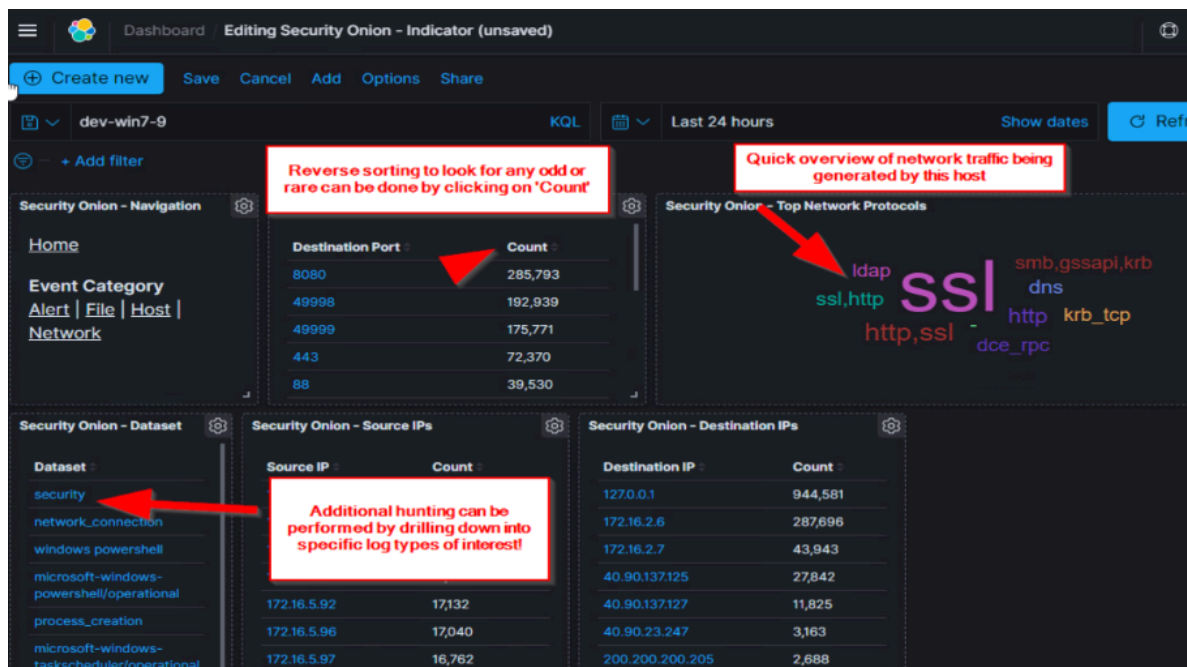 Dashboard / Editing Security Onion - Indicator (unsaved)
Create new Save Cancel Add Options Share
dev-win7-9 KQL Last 24 hours Show dates
+ Add filter
Reverse sorting to look for any odd or
rare can be done by clicking on 'Count'
Quick overview of network traffic being
generated by this host
Security Onion - Navigation
Home
Event Category
Alert | File | Host |
Network
Destination Port Count
8080 285,793
49998 192,939
49999 175,771
443 72,370
88 39,530
Security Onion - Top Network Protocols
ldap
ssl
smb,gssapi,krb
ssl,http
dns
http
krb_tcp
http,ssl
-
dce_rpc
Security Onion - Dataset
Dataset
security
network_connection
windows powershell
microsoft-windows-
powershell/operational
process_creation
microsoft-windows-
taskscheduler/operational
Security Onion - Source IPs
Source IP Count
Additional hunting can be
performed by drilling down into
specific log types of interest!
172.16.5.92 17,132
172.16.5.96 17,040
172.16.5.97 16,762
Security Onion - Destination IPs
Destination IP Count
127.0.0.1 944,581
172.16.2.6 287,696
172.16.2.7 43,943
40.90.137.125 27,842
40.90.137.127 11,825
40.90.23.247 3,163
200.200.200.205 2,688